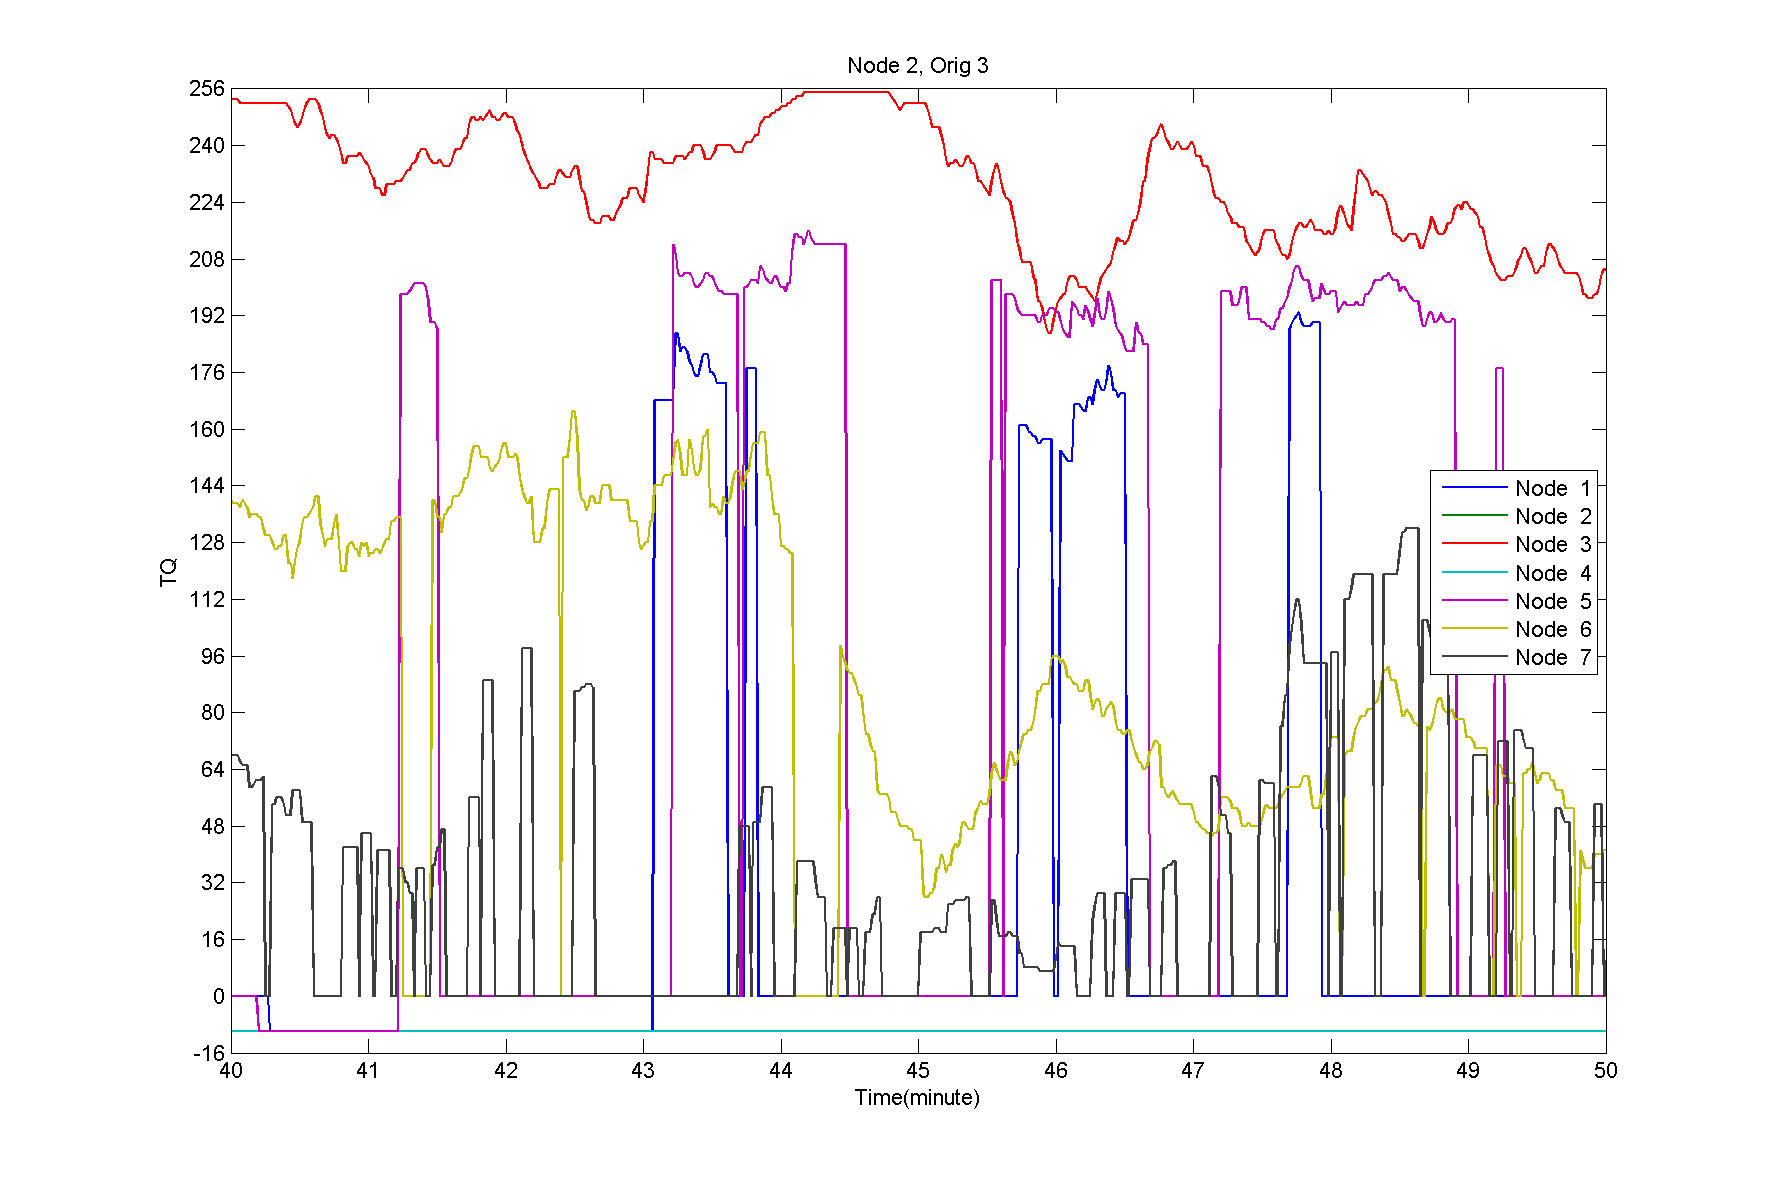 Node 2, Orig 3
256
240
224
208
192
176
160
144
128
112
96
80
64
48
32
16
0
-16
TQ
Node 1
Node 2
Node 3
Node 4
Node 5
Node 6
Node 7
40 41 42 43 44 45 46 47 48 49 50
Time(minute)